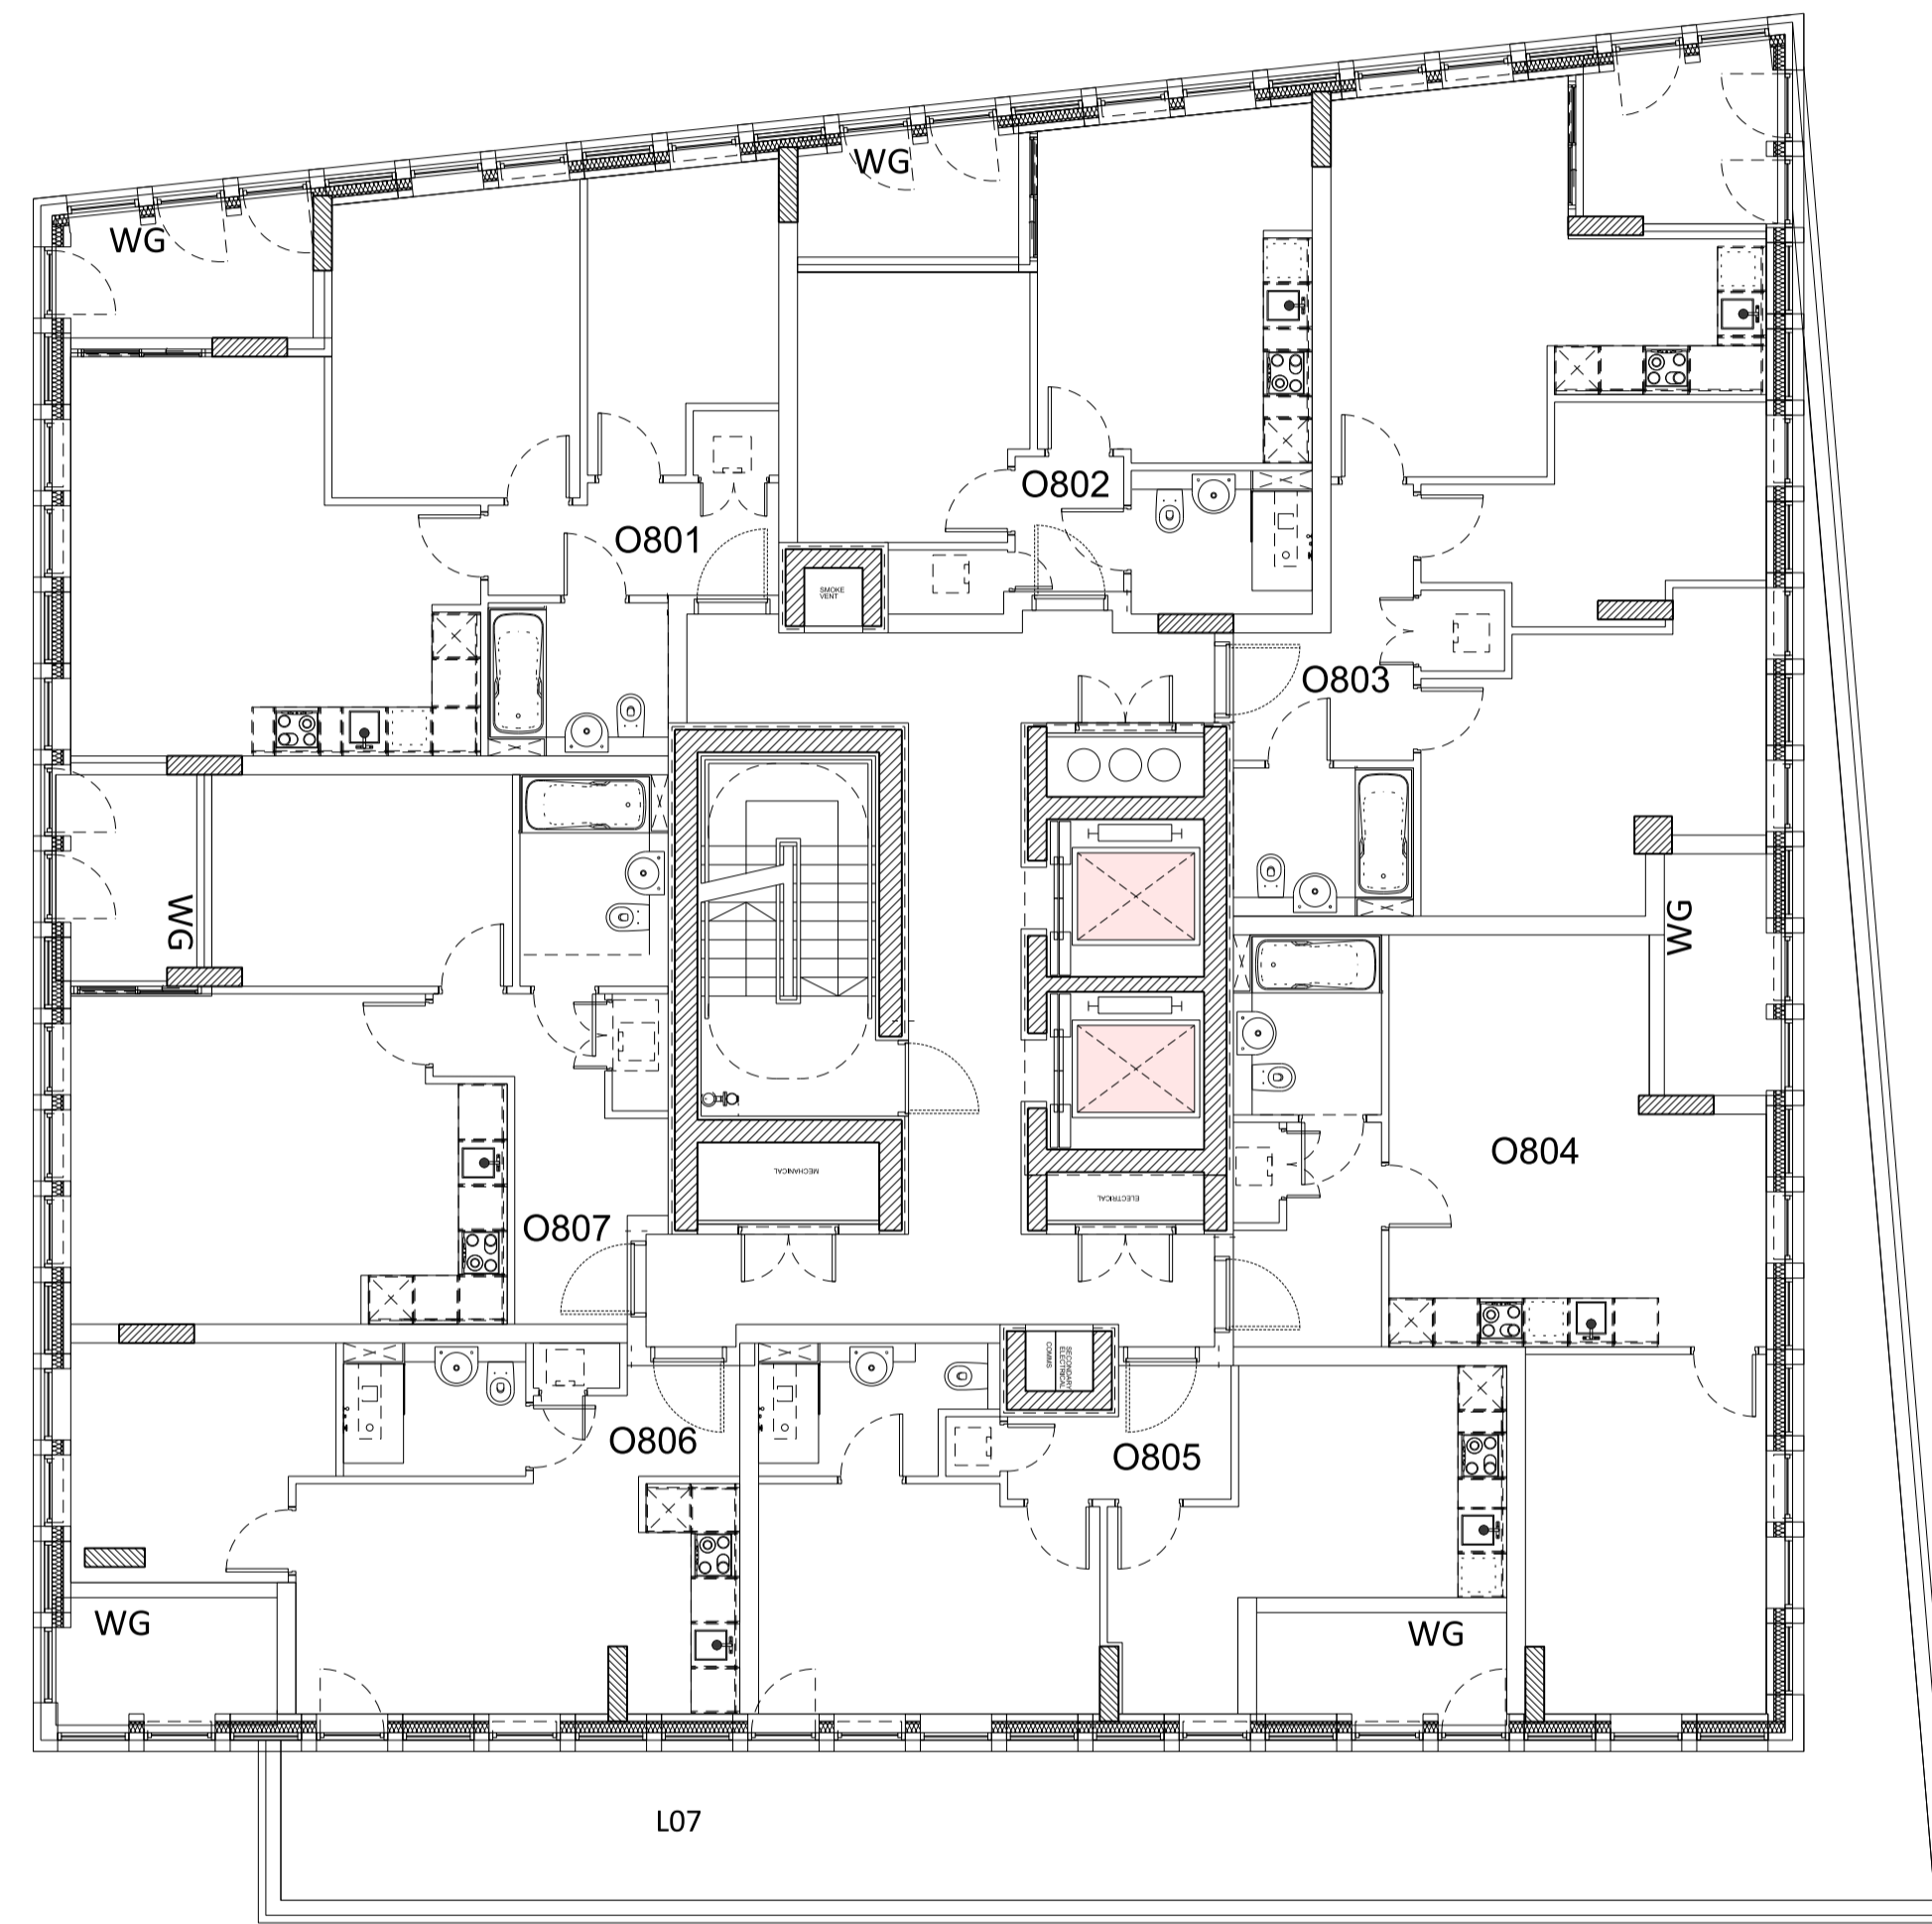 WG
WG
O801
O802
SMOKE
VENT
O803
WG
WG
O804
MECHANICAL
ELECTRICAL
O807
COMMS
SECONDARY
ELECTRICAL
O806
O805
WG
WG
L07